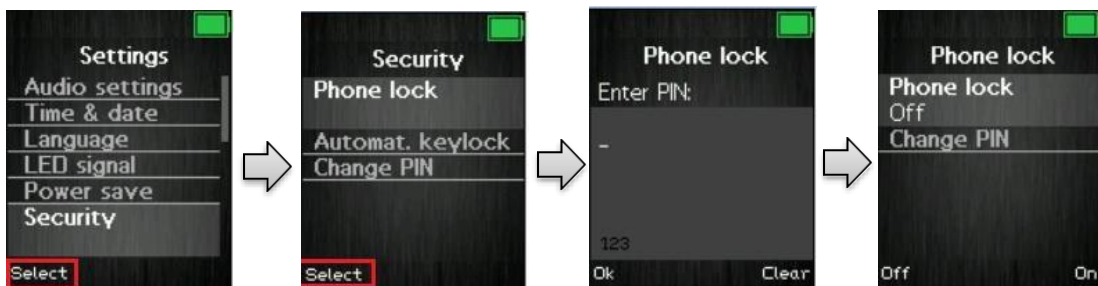 Settings
Audio settings
Time & date
Language
LED signal
Power save
Security
Select
Security
Phone lock
Automat. keylock
Change PIN
Select
Phone lock
Enter PIN:
_
123
Ok Clear
Phone lock
Phone lock
Off
Change PIN
Off On